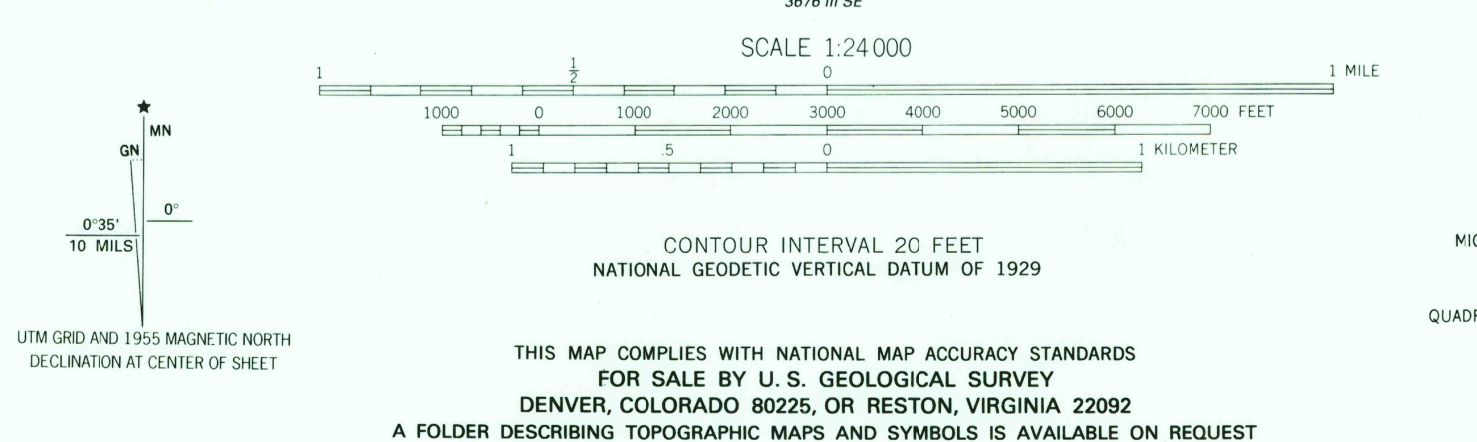 SCALE 1:24 000
1 1/2 0 1 MILE
1000 0 1000 2000 3000 4000 5000 6000 7000 FEET
1 .5 0 1 KILOMETER
CONTOUR INTERVAL 20 FEET
NATIONAL GEODETIC VERTICAL DATUM OF 1929
★
MN
GN
0°
0°35'
10 MILS
UTM GRID AND 1955 MAGNETIC NORTH
DECLINATION AT CENTER OF SHEET
THIS MAP COMPLIES WITH NATIONAL MAP ACCURACY STANDARDS
FOR SALE BY U. S. GEOLOGICAL SURVEY
DENVER, COLORADO 80225, OR RESTON, VIRGINIA 22092
A FOLDER DESCRIBING TOPOGRAPHIC MAPS AND SYMBOLS IS AVAILABLE ON REQUEST